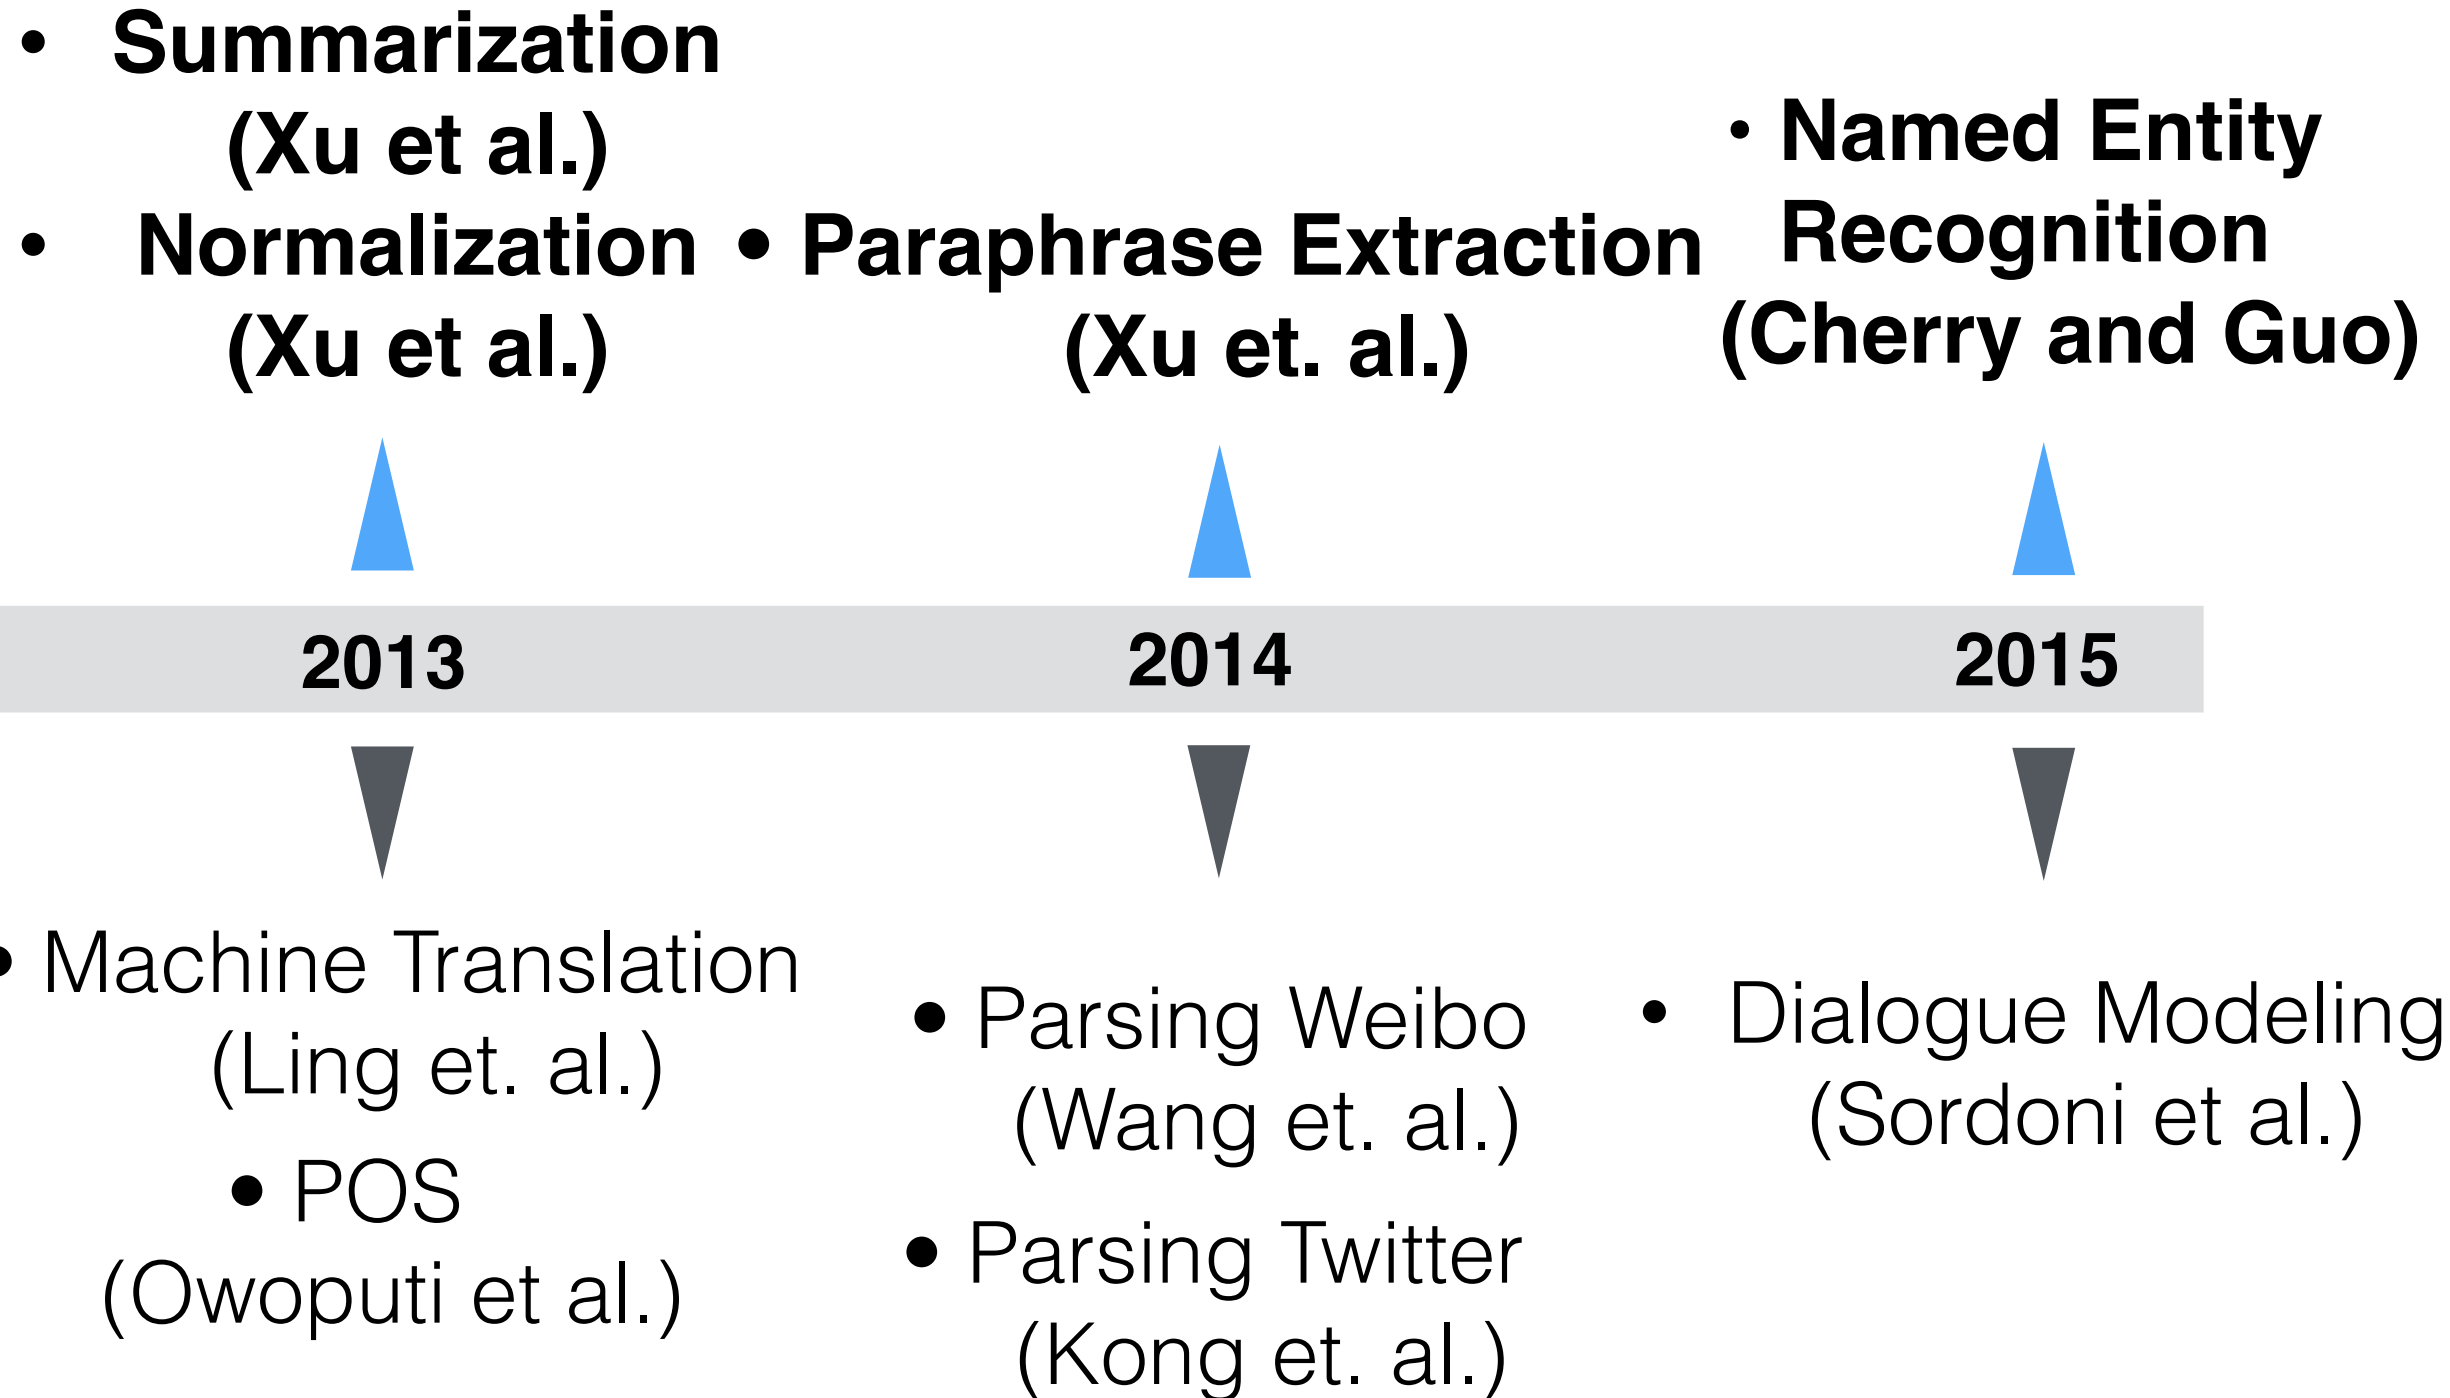 • Summarization
(Xu et al.)
• Normalization
(Xu et al.)
• Paraphrase Extraction
(Xu et. al.)
• Named Entity
Recognition
(Cherry and Guo)
2013
2014
2015
• Machine Translation
(Ling et. al.)
• POS
(Owoputi et al.)
• Parsing Weibo
(Wang et. al.)
• Parsing Twitter
(Kong et. al.)
• Dialogue Modeling
(Sordoni et al.)